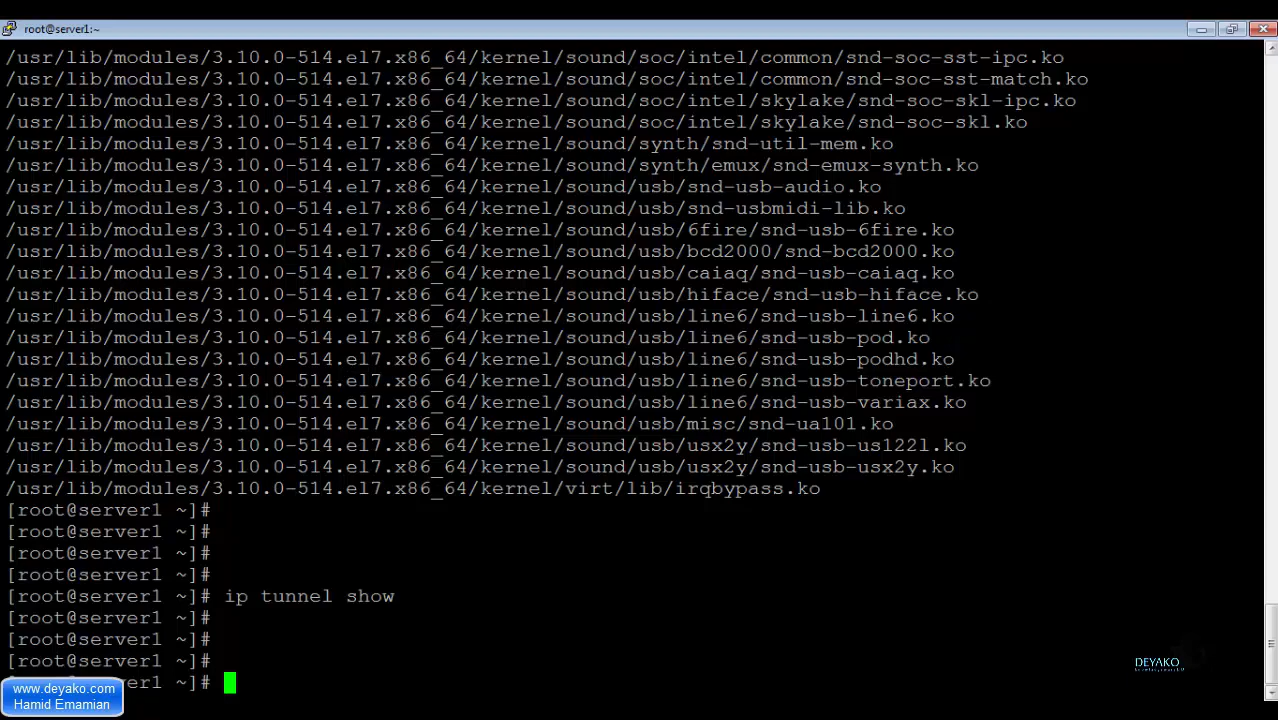 root@server1:~
/usr/lib/modules/3.10.0-514.el7.x86_64/kernel/sound/soc/intel/common/snd-soc-sst-ipc.ko
/usr/lib/modules/3.10.0-514.el7.x86_64/kernel/sound/soc/intel/common/snd-soc-sst-match.ko
/usr/lib/modules/3.10.0-514.el7.x86_64/kernel/sound/soc/intel/skylake/snd-soc-skl-ipc.ko
/usr/lib/modules/3.10.0-514.el7.x86_64/kernel/sound/soc/intel/skylake/snd-soc-skl.ko
/usr/lib/modules/3.10.0-514.el7.x86_64/kernel/sound/synth/snd-util-mem.ko
/usr/lib/modules/3.10.0-514.el7.x86_64/kernel/sound/synth/emux/snd-emux-synth.ko
/usr/lib/modules/3.10.0-514.el7.x86_64/kernel/sound/usb/snd-usb-audio.ko
/usr/lib/modules/3.10.0-514.el7.x86_64/kernel/sound/usb/snd-usbmidi-lib.ko
/usr/lib/modules/3.10.0-514.el7.x86_64/kernel/sound/usb/6fire/snd-usb-6fire.ko
/usr/lib/modules/3.10.0-514.el7.x86_64/kernel/sound/usb/bcd2000/snd-bcd2000.ko
/usr/lib/modules/3.10.0-514.el7.x86_64/kernel/sound/usb/caiaq/snd-usb-caiaq.ko
/usr/lib/modules/3.10.0-514.el7.x86_64/kernel/sound/usb/hiface/snd-usb-hiface.ko
/usr/lib/modules/3.10.0-514.el7.x86_64/kernel/sound/usb/line6/snd-usb-line6.ko
/usr/lib/modules/3.10.0-514.el7.x86_64/kernel/sound/usb/line6/snd-usb-pod.ko
/usr/lib/modules/3.10.0-514.el7.x86_64/kernel/sound/usb/line6/snd-usb-podhd.ko
/usr/lib/modules/3.10.0-514.el7.x86_64/kernel/sound/usb/line6/snd-usb-toneport.ko
/usr/lib/modules/3.10.0-514.el7.x86_64/kernel/sound/usb/line6/snd-usb-variax.ko
/usr/lib/modules/3.10.0-514.el7.x86_64/kernel/sound/usb/misc/snd-ua101.ko
/usr/lib/modules/3.10.0-514.el7.x86_64/kernel/sound/usb/usx2y/snd-usb-us122l.ko
/usr/lib/modules/3.10.0-514.el7.x86_64/kernel/sound/usb/usx2y/snd-usb-usx2y.ko
/usr/lib/modules/3.10.0-514.el7.x86_64/kernel/virt/lib/irqbypass.ko
[root@server1 ~]#
[root@server1 ~]#
[root@server1 ~]#
[root@server1 ~]#
[root@server1 ~]# ip tunnel show
[root@server1 ~]#
[root@server1 ~]#
[root@server1 ~]#
erver1 ~]#
DEYAKO
www.deyako.com
Hamid Emamian